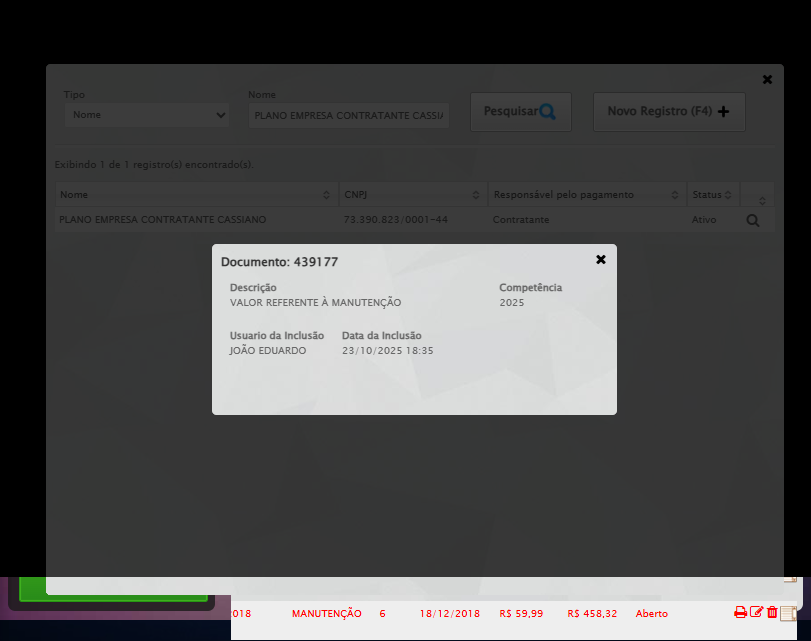 Tipo Nome
Nome PLANO EMPRESA CONTRATANTE CASSIA Pesquisar Novo Registro (F4)
Exibindo 1 de 1 registro(s) encontrado(s).
Nome CNPJ Responsável pelo pagamento Status
PLANO EMPRESA CONTRATANTE CASSIANO 73.390.823/0001-44 Contratante Ativo
Documento: 439177
Descrição Competência
VALOR REFERENTE À MANUTENÇÃO 2025
Usuario da Inclusão Data da Inclusão
JOÃO EDUARDO 23/10/2025 18:35
2018 MANUTENÇÃO 6 18/12/2018 R$ 59,99 R$ 458,32 Aberto